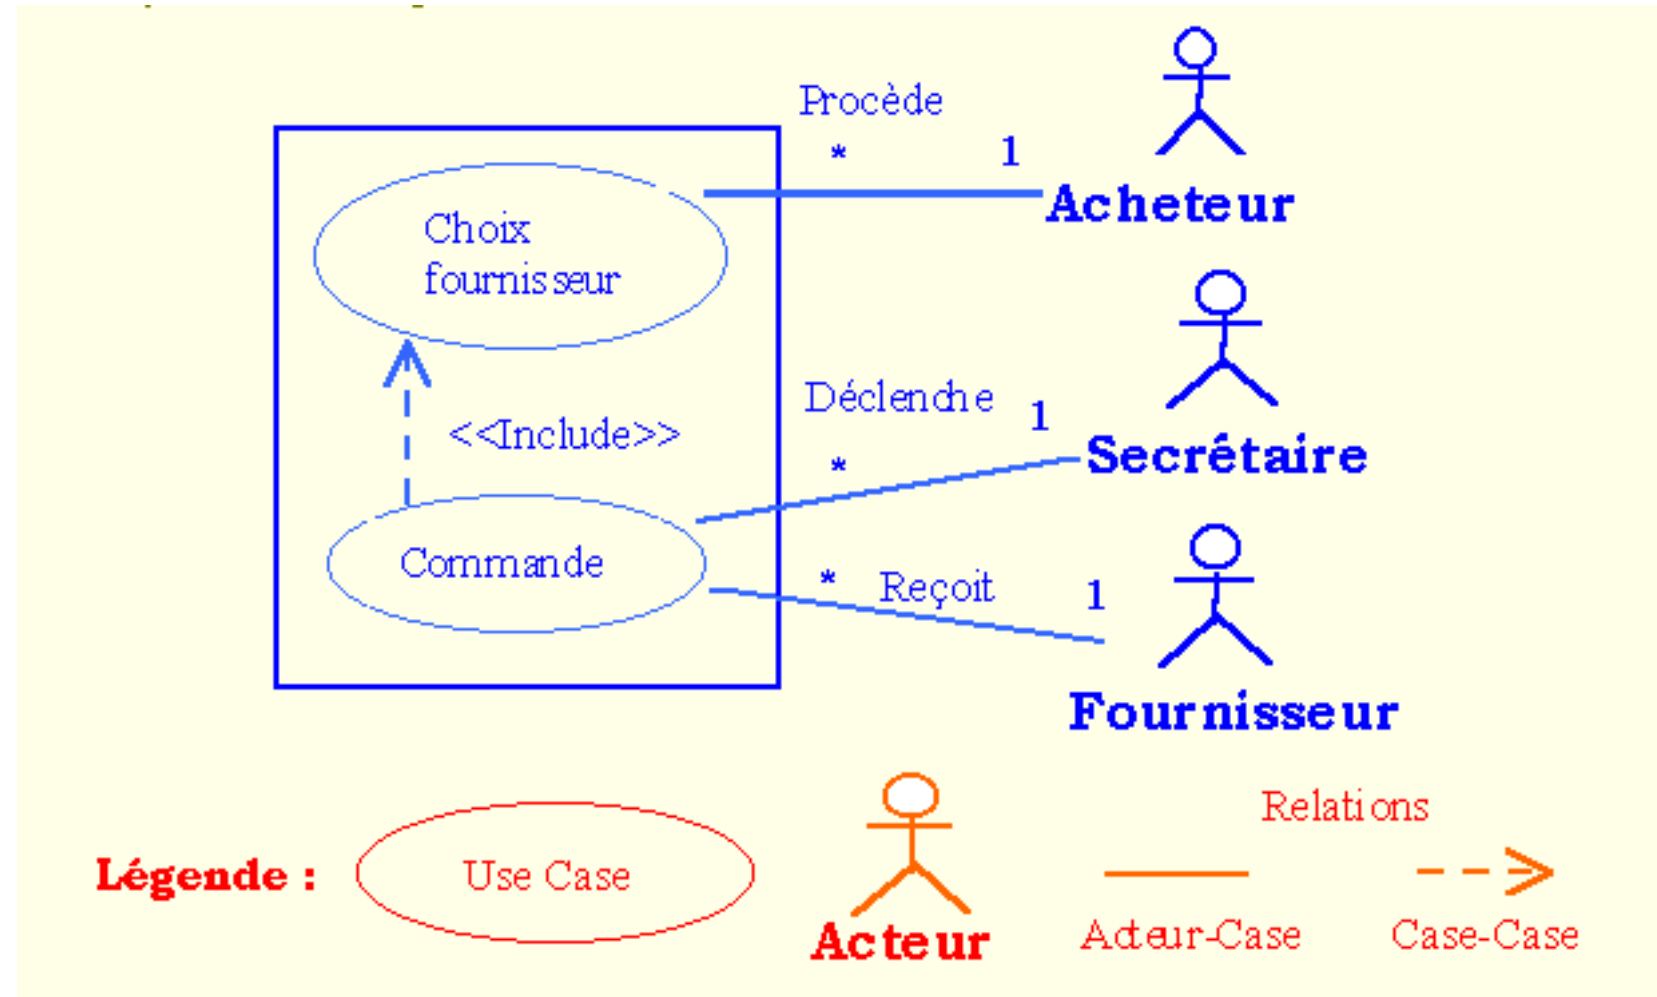 Procède
* 1
Acheteur
Choix
fournisseur
Déclenche
1
<<Include>>
*
Secrétaire
Commande
* Reçoit 1
Fournisseur
Relations
Légende :
Use Case
Acteur
Acteur-Case
Case-Case